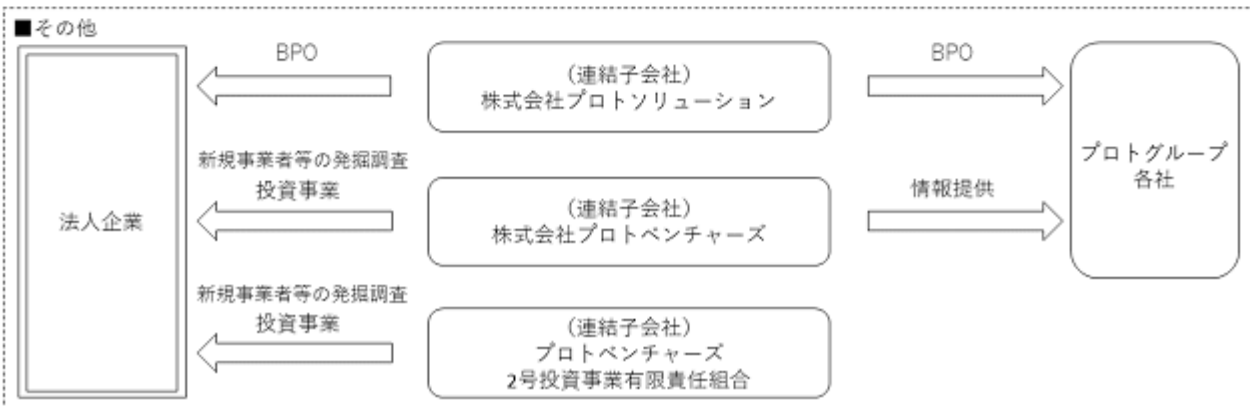 ■その他
BPO
(連結子会社)
株式会社プロトソリューション
BPO
法人企業
新規事業者等の発掘調査
投資事業
(連結子会社)
株式会社プロトベンチャーズ
情報提供
プロトグループ
各社
新規事業者等の発掘調査
投資事業
(連結子会社)
プロトベンチャーズ
2号投資事業有限責任組合